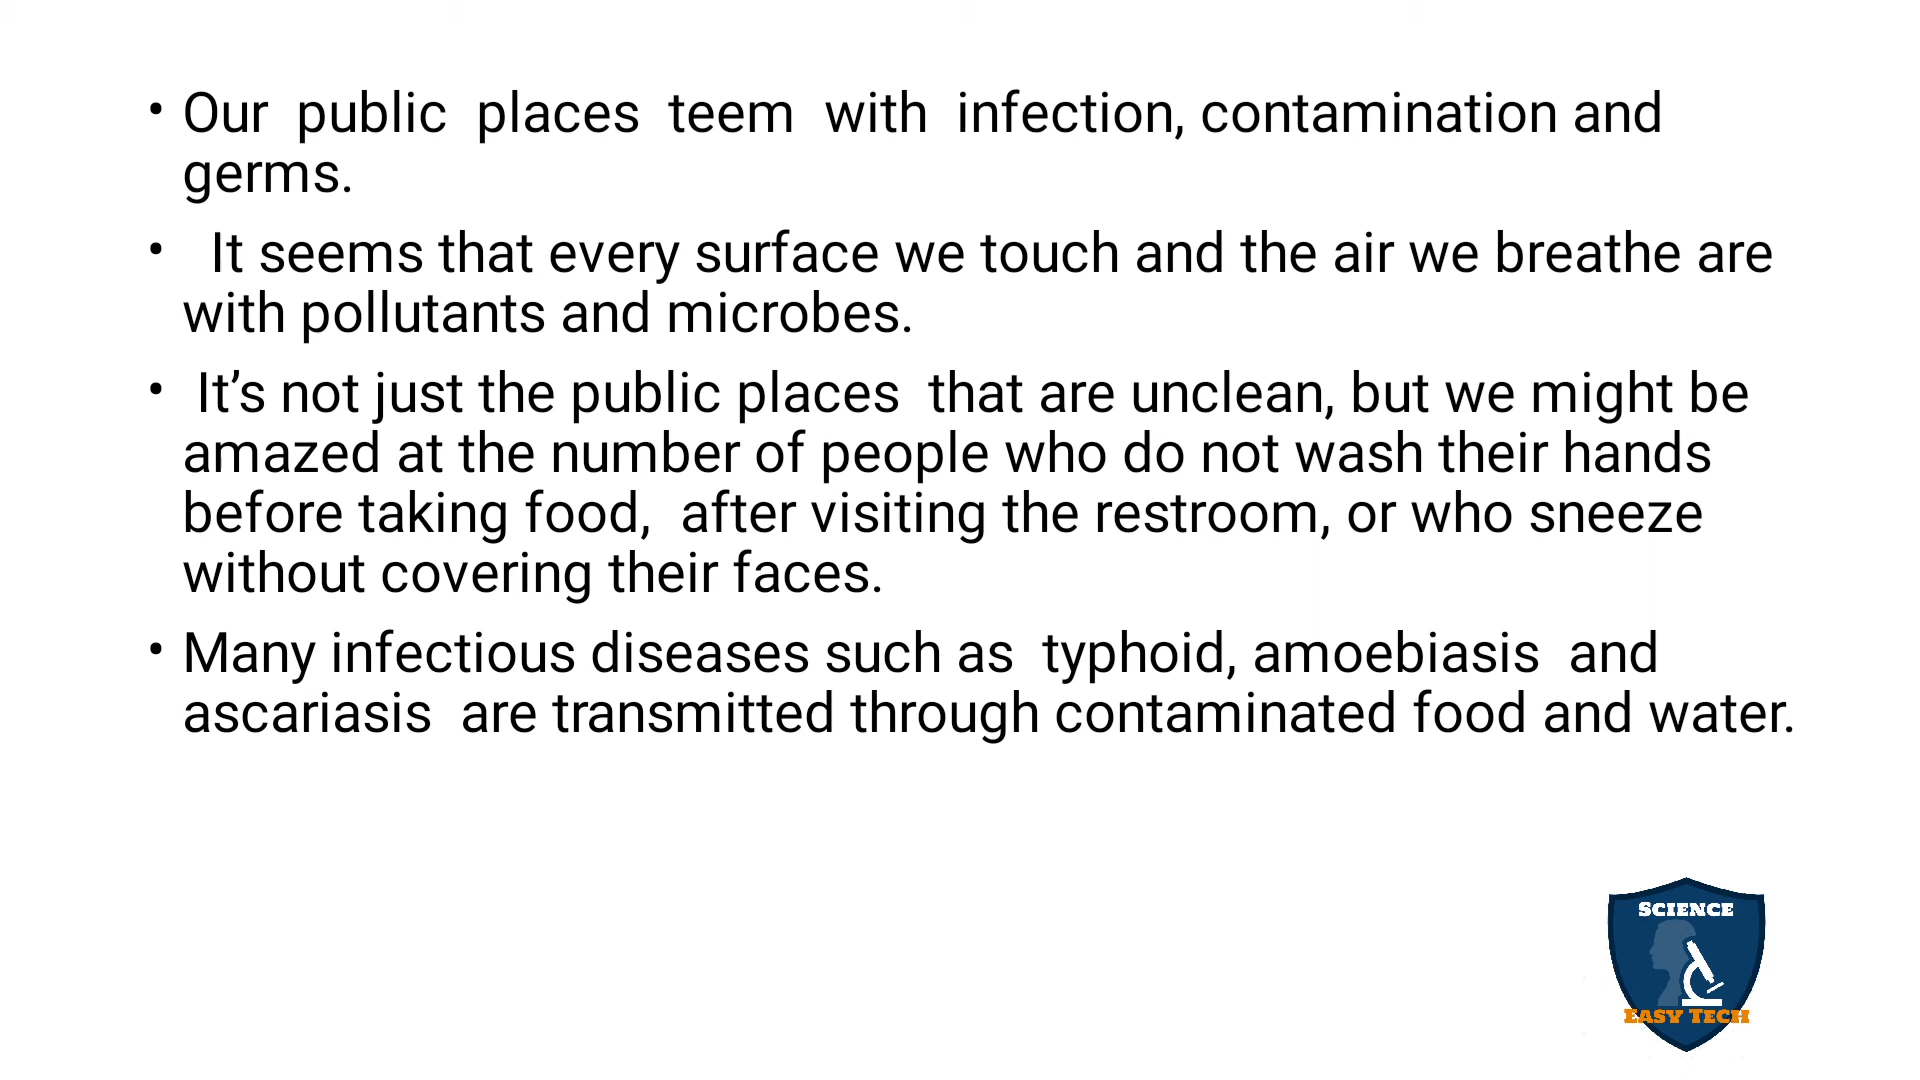 • Our public places teem with infection, contamination and
germs.
• It seems that every surface we touch and the air we breathe are
with pollutants and microbes.
• It’s not just the public places that are unclean, but we might be
amazed at the number of people who do not wash their hands
before taking food, after visiting the restroom, or who sneeze
without covering their faces.
• Many infectious diseases such as typhoid, amoebiasis and
ascariasis are transmitted through contaminated food and water.
SCIENCE
EASY TECH